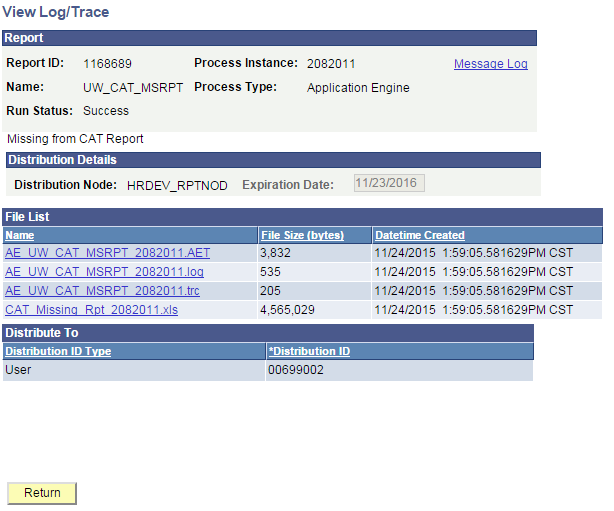 View Log/Trace
Report
Report ID: 1168689 Process Instance: 2082011 Message Log
Name: UW_CAT_MSRPT Process Type: Application Engine
Run Status: Success
Missing from CAT Report
Distribution Details
Distribution Node: HRDEV_RPTNOD Expiration Date: 11/23/2016
File List
Name File Size (bytes) Datetime Created
AE_UW_CAT_MSRPT_2082011.AET 3,832 11/24/2015 1:59:05.581629PM CST
AE_UW_CAT_MSRPT_2082011.log 535 11/24/2015 1:59:05.581629PM CST
AE_UW_CAT_MSRPT_2082011.trc 205 11/24/2015 1:59:05.581629PM CST
CAT_Missing_Rpt_2082011.xls 4,565,029 11/24/2015 1:59:05.581629PM CST
Distribute To
Distribution ID Type *Distribution ID
User 00699002
Return